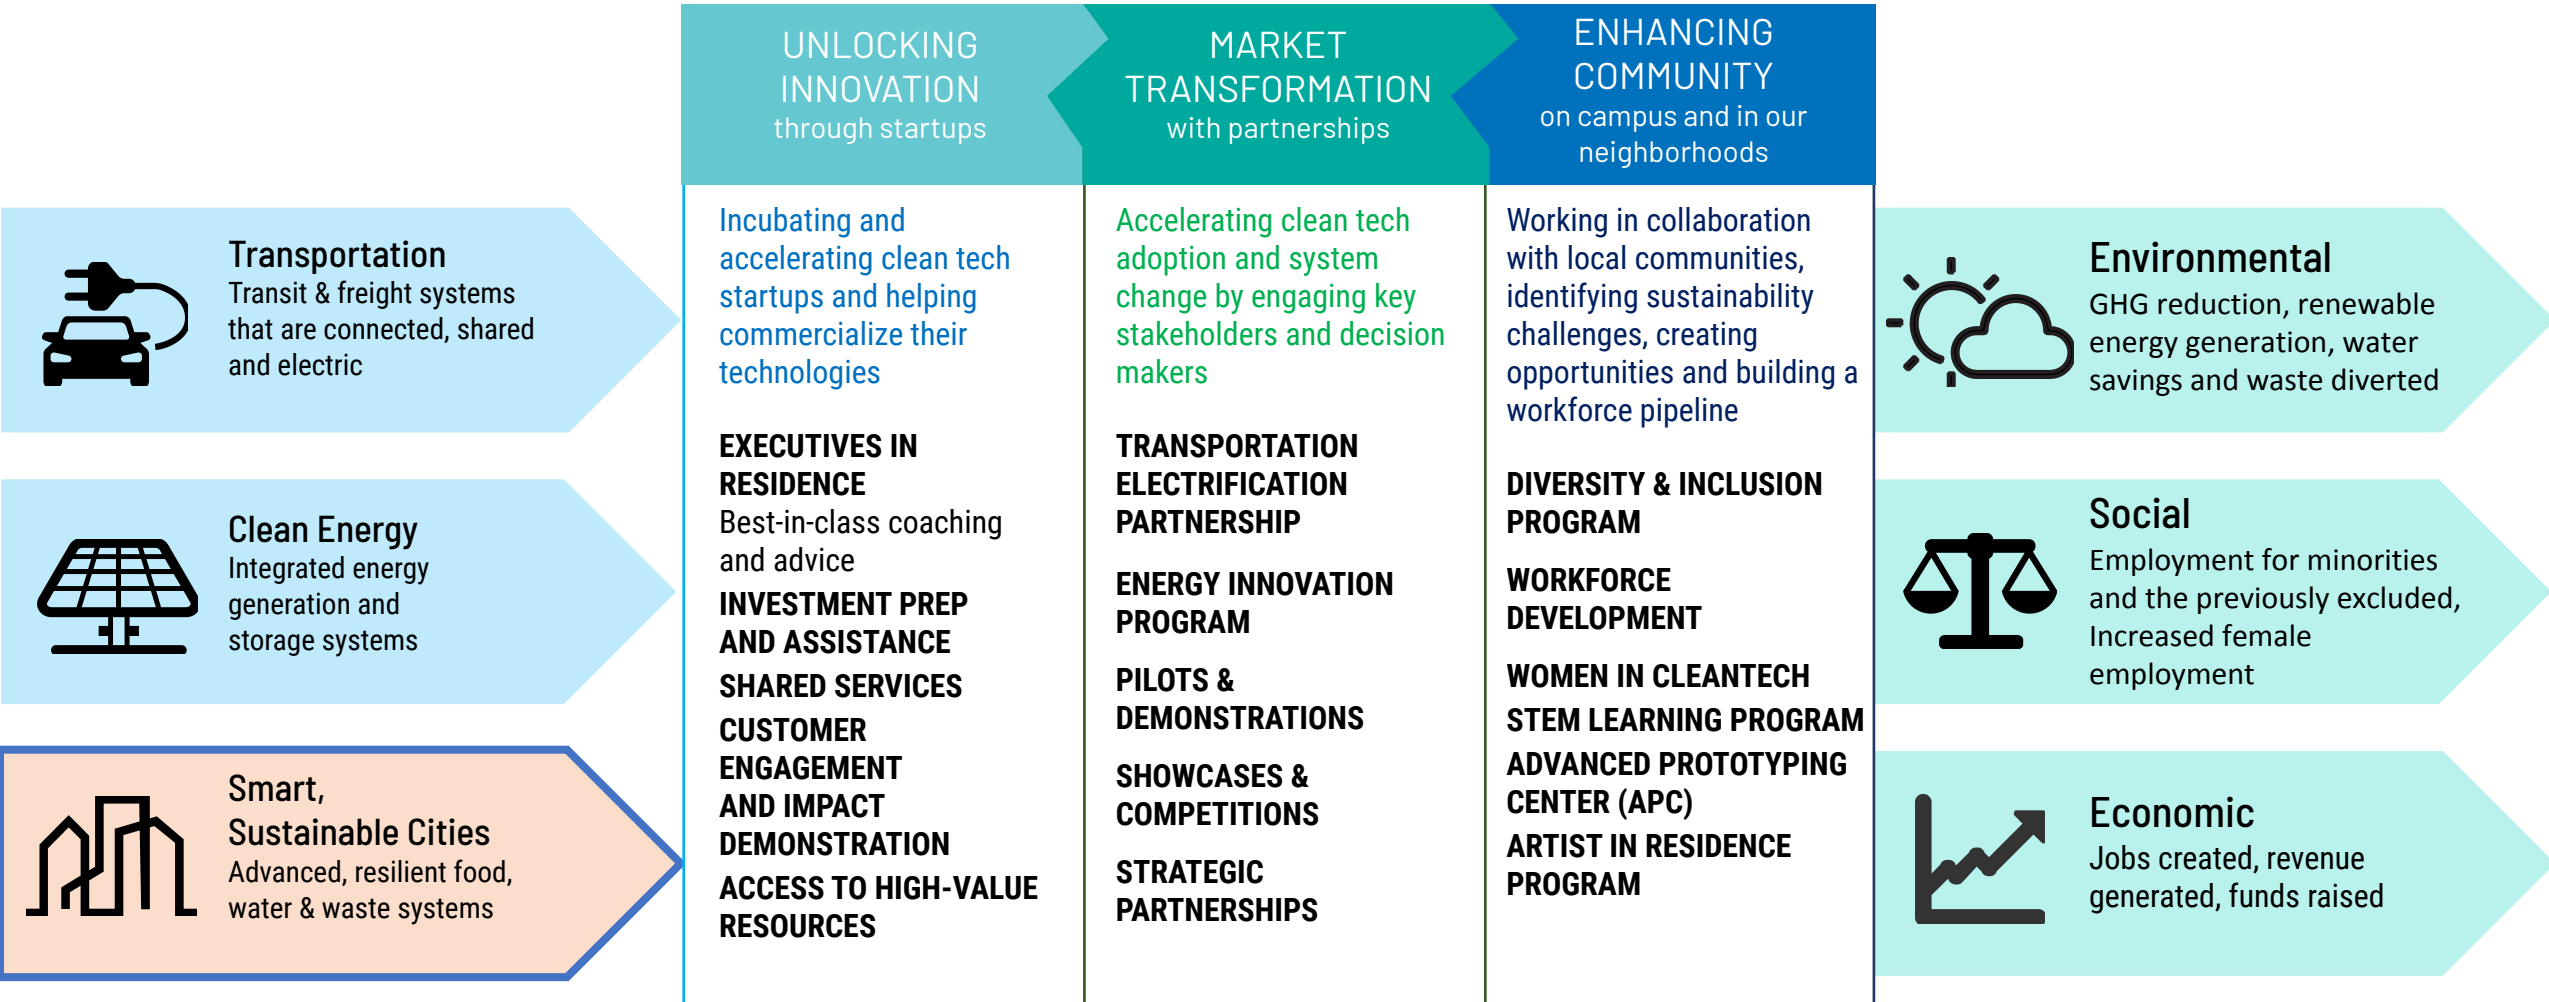 UNLOCKING
INNOVATION
through startups
MARKET
TRANSFORMATION
with partnerships
ENHANCING
COMMUNITY
on campus and in our
neighborhoods
Transportation
Transit & freight systems
that are connected, shared
and electric
Clean Energy
Integrated energy
generation and
storage systems
Smart,
Sustainable Cities
Advanced, resilient food,
water & waste systems
Incubating and
accelerating clean tech
startups and helping
commercialize their
technologies
EXECUTIVES IN
RESIDENCE
Best-in-class coaching
and advice
INVESTMENT PREP
AND ASSISTANCE
SHARED SERVICES
CUSTOMER
ENGAGEMENT
AND IMPACT
DEMONSTRATION
ACCESS TO HIGH-VALUE
RESOURCES
Accelerating clean tech
adoption and system
change by engaging key
stakeholders and decision
makers
TRANSPORTATION
ELECTRIFICATION
PARTNERSHIP
ENERGY INNOVATION
PROGRAM
PILOTS &
DEMONSTRATIONS
SHOWCASES &
COMPETITIONS
STRATEGIC
PARTNERSHIPS
Working in collaboration
with local communities,
identifying sustainability
challenges, creating
opportunities and building a
workforce pipeline
DIVERSITY & INCLUSION
PROGRAM
WORKFORCE
DEVELOPMENT
WOMEN IN CLEANTECH
STEM LEARNING PROGRAM
ADVANCED PROTOTYPING
CENTER (APC)
ARTIST IN RESIDENCE
PROGRAM
Environmental
GHG reduction, renewable
energy generation, water
savings and waste diverted
Social
Employment for minorities
and the previously excluded,
Increased female
employment
Economic
Jobs created, revenue
generated, funds raised